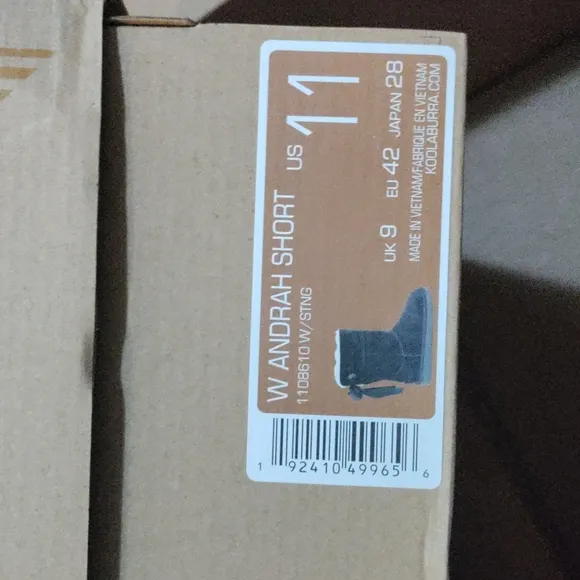 W ANDRAH SHORT
1108610 W/STNG
US 11
UK 9 EU 42 JAPAN 28
MADE IN VIETNAM/FABRIQUE EN VIETNAM
KOOLABURRA
1 92410 49965 6